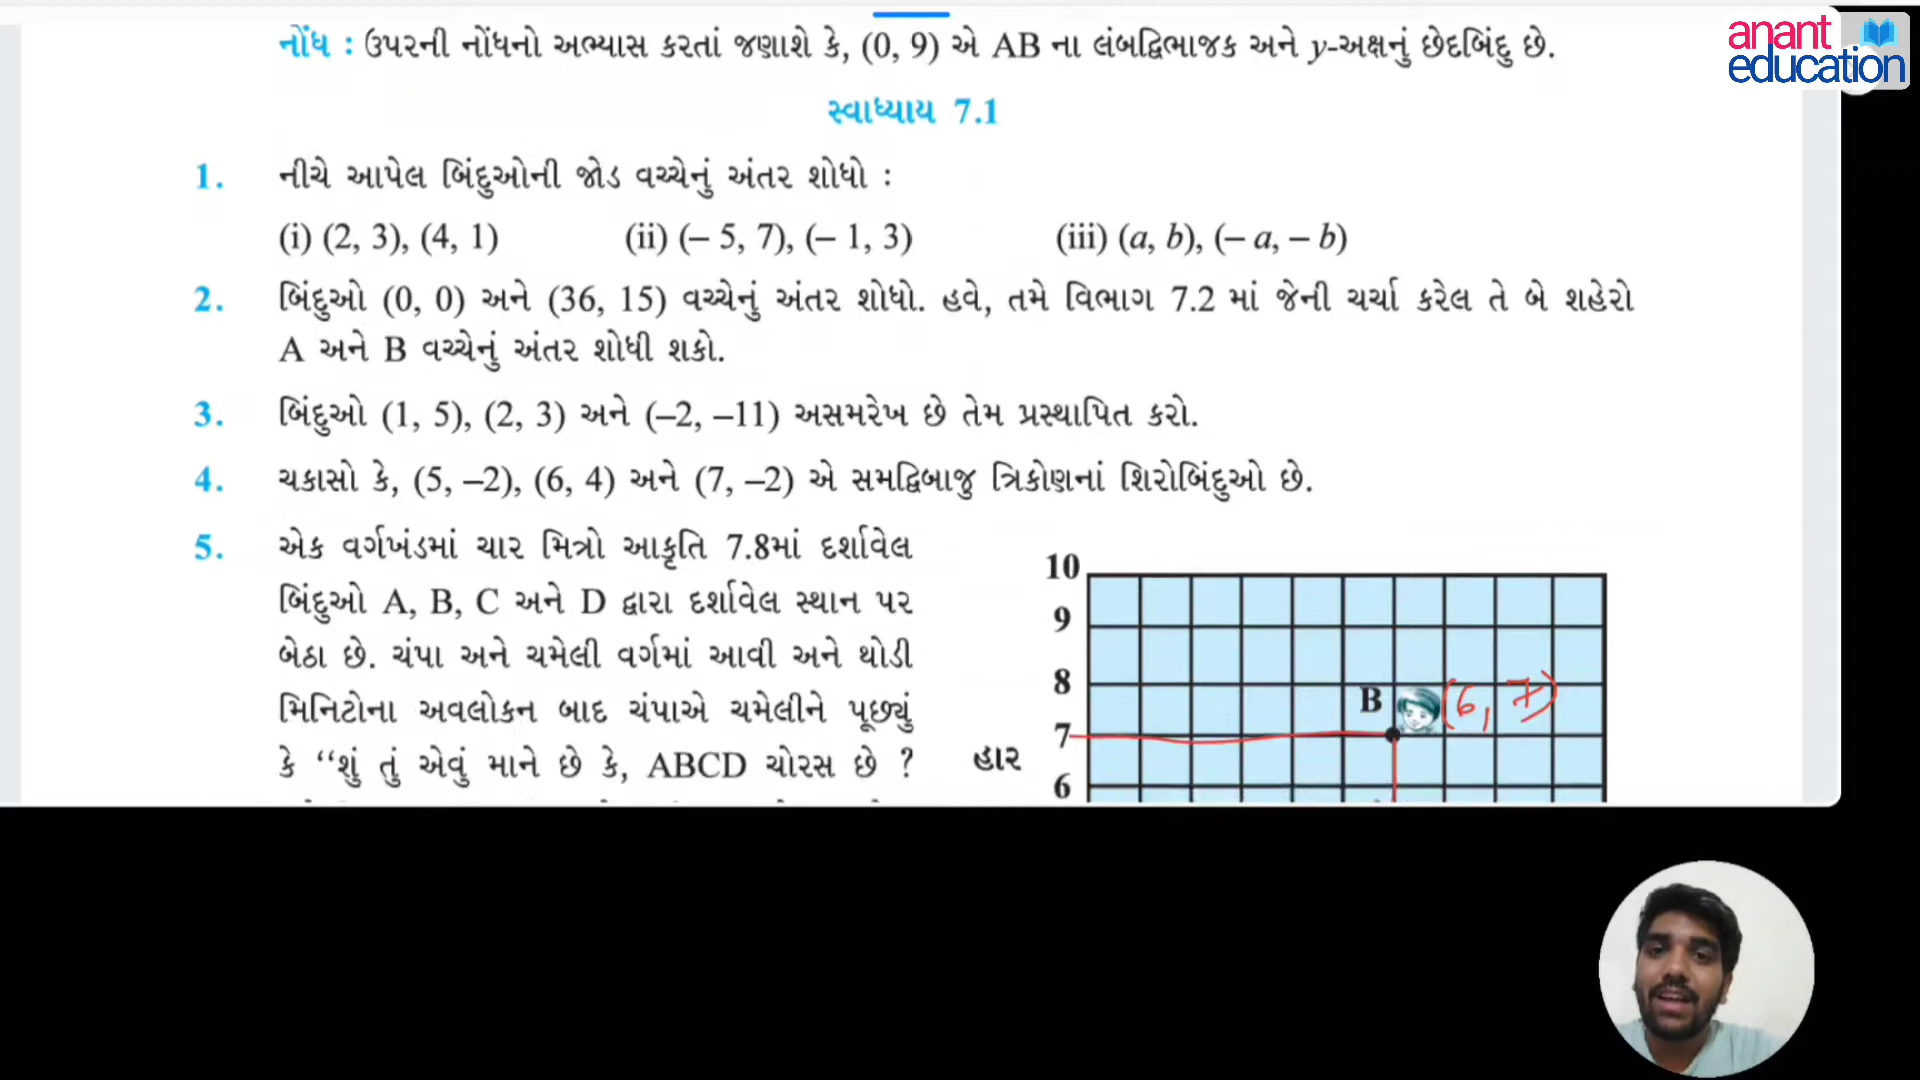 anant
education
નોંધ : ઉપરની નોંધનો અભ્યાસ કરતાં જણાશે કે, (0, 9) એ AB ના લંબદ્વિભાજક અને y-અક્ષનું છેદબિંદુ છે.
સ્વાધ્યાય 7.1
1. નીચે આપેલ બિંદુઓની જોડ વચ્ચેનું અંતર શોધો :
(i) (2, 3), (4, 1) (ii) (– 5, 7), (– 1, 3) (iii) (a, b), (– a, – b)
2. બિંદુઓ (0, 0) અને (36, 15) વચ્ચેનું અંતર શોધો. હવે, તમે વિભાગ 7.2 માં જેની ચર્ચા કરેલ તે બે શહેરો
A અને B વચ્ચેનું અંતર શોધી શકો.
3. બિંદુઓ (1, 5), (2, 3) અને (–2, –11) અસમરેખ છે તેમ પ્રસ્થાપિત કરો.
4. ચકાસો કે, (5, –2), (6, 4) અને (7, –2) એ સમદ્વિબાજુ ત્રિકોણનાં શિરોબિંદુઓ છે.
5. એક વર્ગખંડમાં ચાર મિત્રો આકૃતિ 7.8માં દર્શાવેલ
બિંદુઓ A, B, C અને D દ્વારા દર્શાવેલ સ્થાન પર
બેઠા છે. ચંપા અને ચમેલી વર્ગમાં આવી અને થોડી
મિનિટોના અવલોકન બાદ ચંપાએ ચમેલીને પૂછ્યું
કે “શું તું એવું માને છે કે, ABCD ચોરસ છે ?
10
9
8
B (6, 7)
7
હાર
6